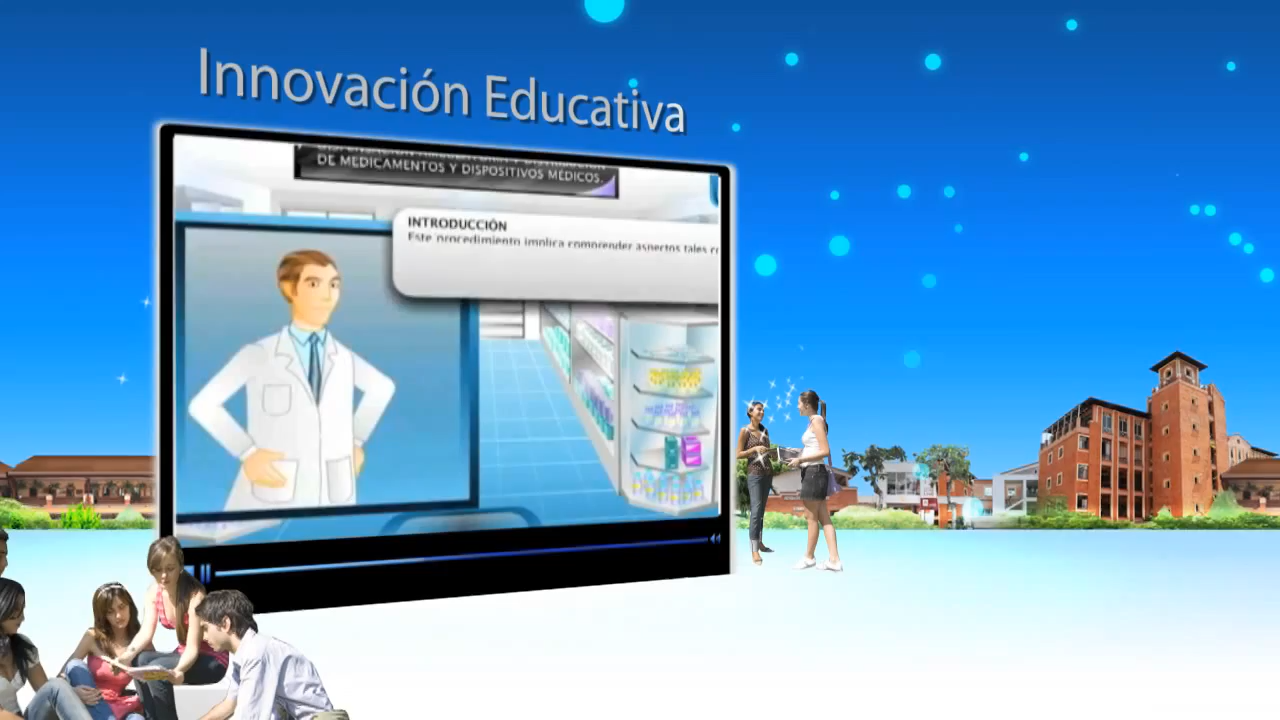 Innovación Educativa
DE MEDICAMENTOS Y DISPOSITIVOS MÉDICOS.
INTRODUCCIÓN
Este procedimiento implica comprender aspectos tales